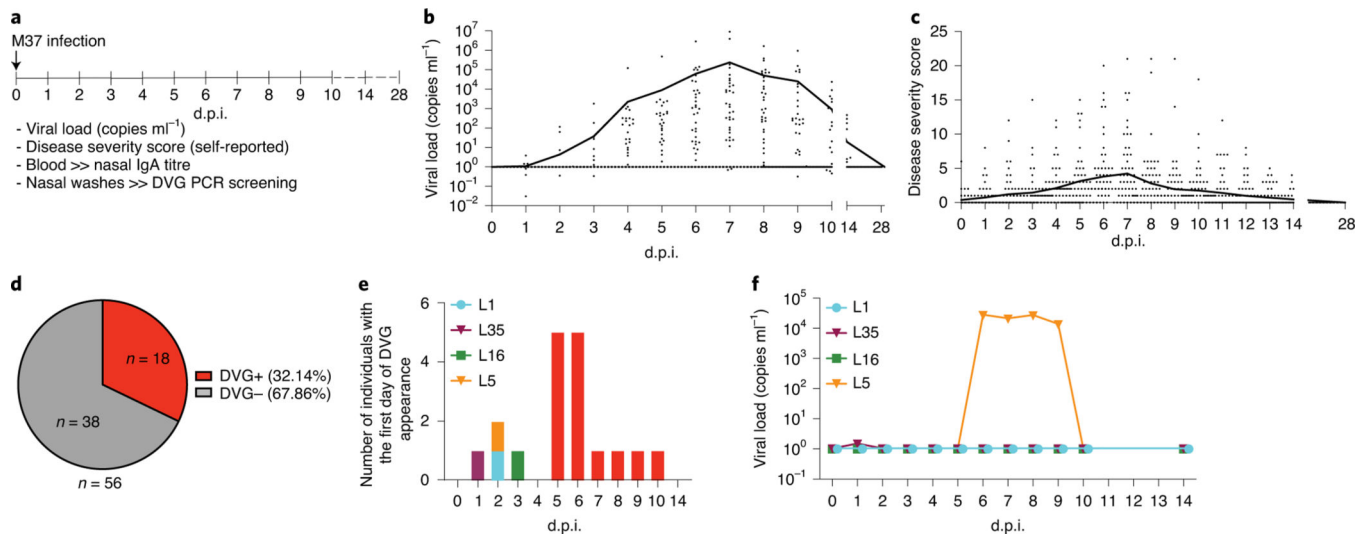 a
M37 infection
0 1 2 3 4 5 6 7 8 9 10 14 28
d.p.i.
- Viral load (copies ml⁻¹)
- Disease severity score (self-reported)
- Blood >> nasal IgA titre
- Nasal washes >> DVG PCR screening
b
Viral load (copies ml⁻¹)
10⁷
10⁶
10⁵
10⁴
10³
10²
10¹
10⁰
10⁻¹
10⁻²
0 1 2 3 4 5 6 7 8 9 10 14 28
d.p.i.
c
Disease severity score
25
20
15
10
5
0
0 1 2 3 4 5 6 7 8 9 10 11 12 13 14 28
d.p.i.
d
n = 18
n = 38
n = 56
DVG+ (32.14%)
DVG– (67.86%)
e
Number of individuals with
the first day of DVG
appearance
6
4
2
0
L1
L35
L16
L5
0 1 2 3 4 5 6 7 8 9 10 14
d.p.i.
f
Viral load (copies ml⁻¹)
10⁵
10⁴
10³
10²
10¹
10⁰
10⁻¹
L1
L35
L16
L5
0 1 2 3 4 5 6 7 8 9 10 14
d.p.i.